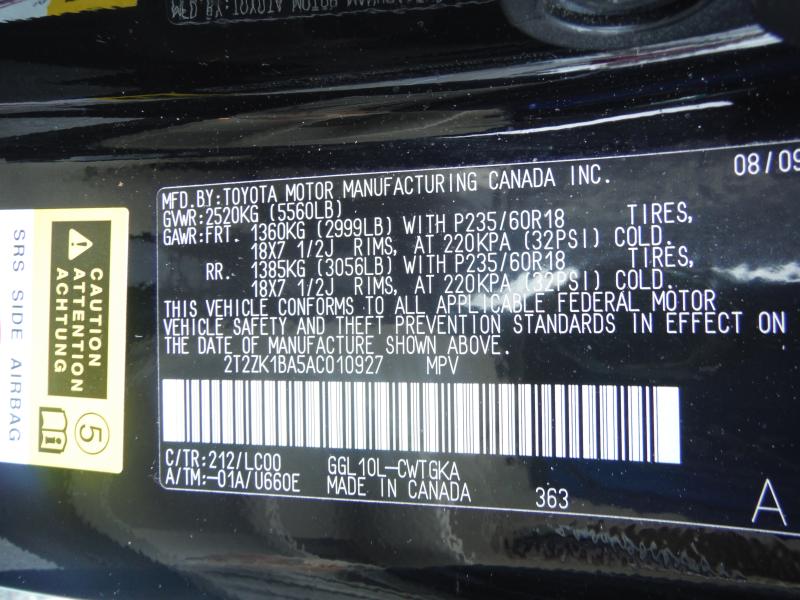 MFD.BY:TOYOTA MOTOR MANUFACTURING CANADA INC. 08/09
GVWR:2520KG (5560LB)
GAWR:FRT. 1360KG (2999LB) WITH P235/60R18 TIRES,
18X7 1/2J RIMS, AT 220KPA (32PSI) COLD.
RR. 1385KG (3056LB) WITH P235/60R18 TIRES,
18X7 1/2J RIMS, AT 220KPA (32PSI) COLD.
THIS VEHICLE CONFORMS TO ALL APPLICABLE FEDERAL MOTOR
VEHICLE SAFETY AND THEFT PREVENTION STANDARDS IN EFFECT ON
THE DATE OF MANUFACTURE SHOWN ABOVE.
2T2ZK1BA5AC010927 MPV
C/TR:212/LC00 GGL10L-CWTGKA
A/TM:-01A/U660E MADE IN CANADA 363
A
CAUTION
ATTENTION
ACHTUNG
5
SRS SIDE AIRBAG